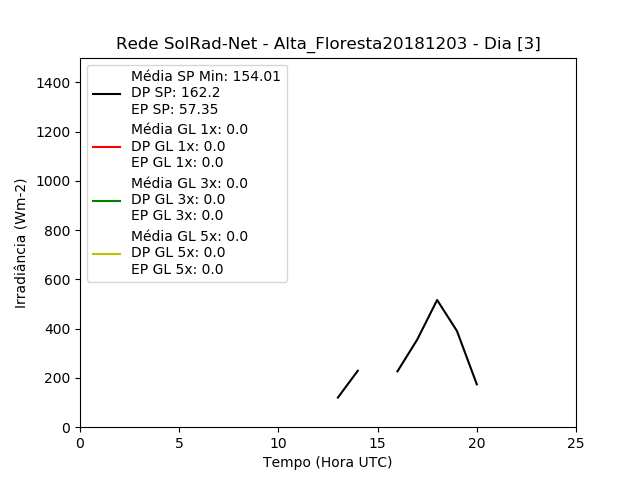 Rede SolRad-Net - Alta_Floresta20181203 - Dia [3]
Média SP Min: 154.01
DP SP: 162.2
EP SP: 57.35
Média GL 1x: 0.0
DP GL 1x: 0.0
EP GL 1x: 0.0
Média GL 3x: 0.0
DP GL 3x: 0.0
EP GL 3x: 0.0
Média GL 5x: 0.0
DP GL 5x: 0.0
EP GL 5x: 0.0
Irradiância (Wm-2)
1400
1200
1000
800
600
400
200
0
0 5 10 15 20 25
Tempo (Hora UTC)